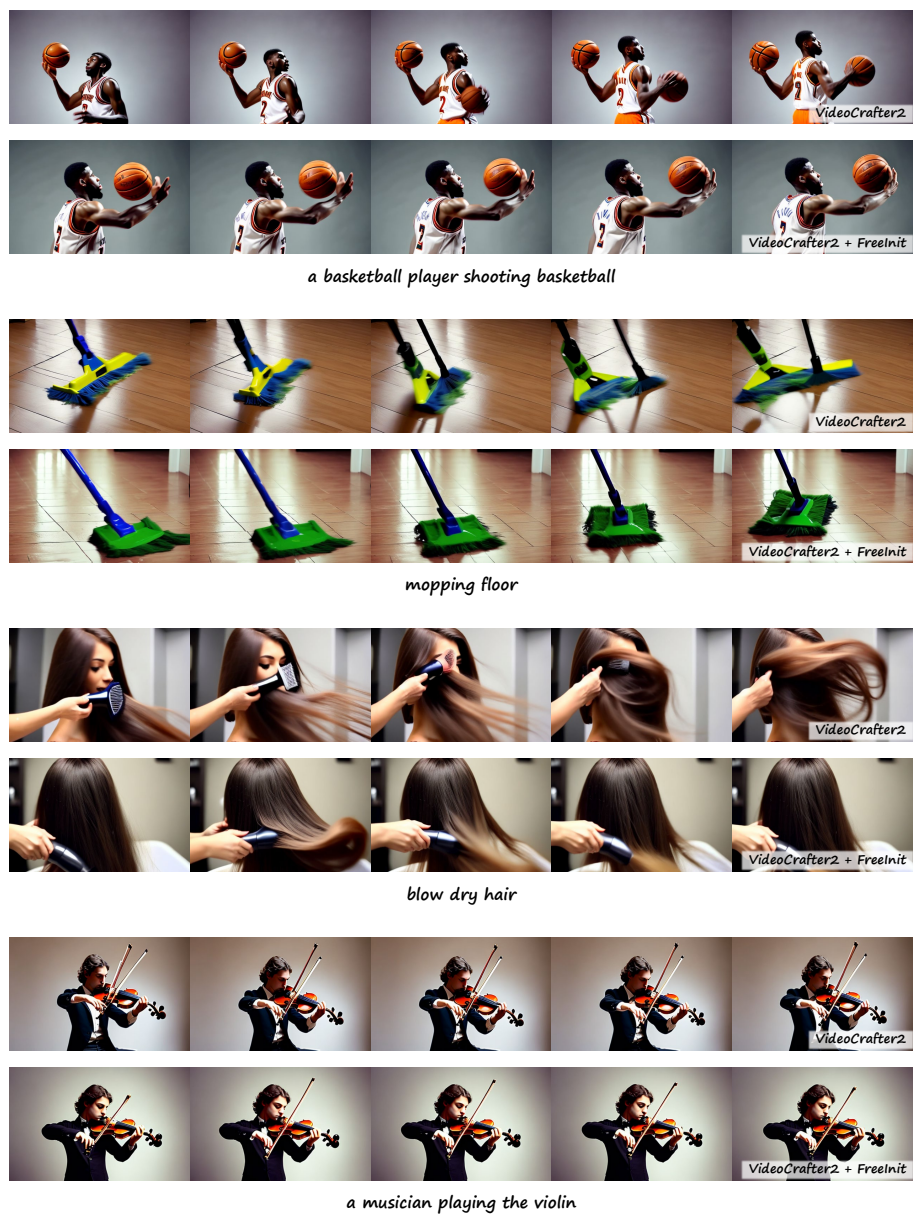 VideoCrafter2
VideoCrafter2 + FreeInit
a basketball player shooting basketball
VideoCrafter2
VideoCrafter2 + FreeInit
mopping floor
VideoCrafter2
VideoCrafter2 + FreeInit
blow dry hair
VideoCrafter2
VideoCrafter2 + FreeInit
a musician playing the violin